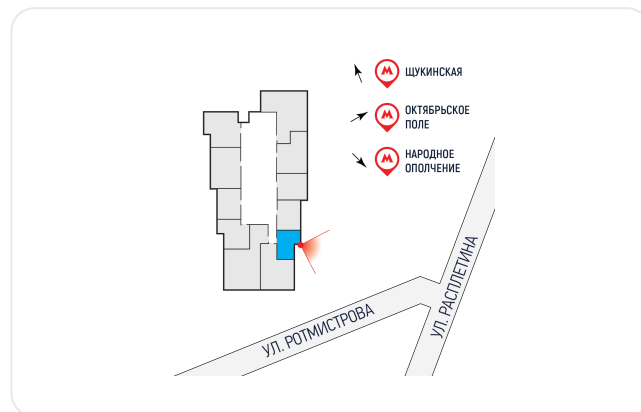 ЩУКИНСКАЯ
ОКТЯБРЬСКОЕ
ПОЛЕ
НАРОДНОЕ
ОПОЛЧЕНИЕ
УЛ. РОТМИСТРОВА
УЛ. РАСПЛЕТИНА